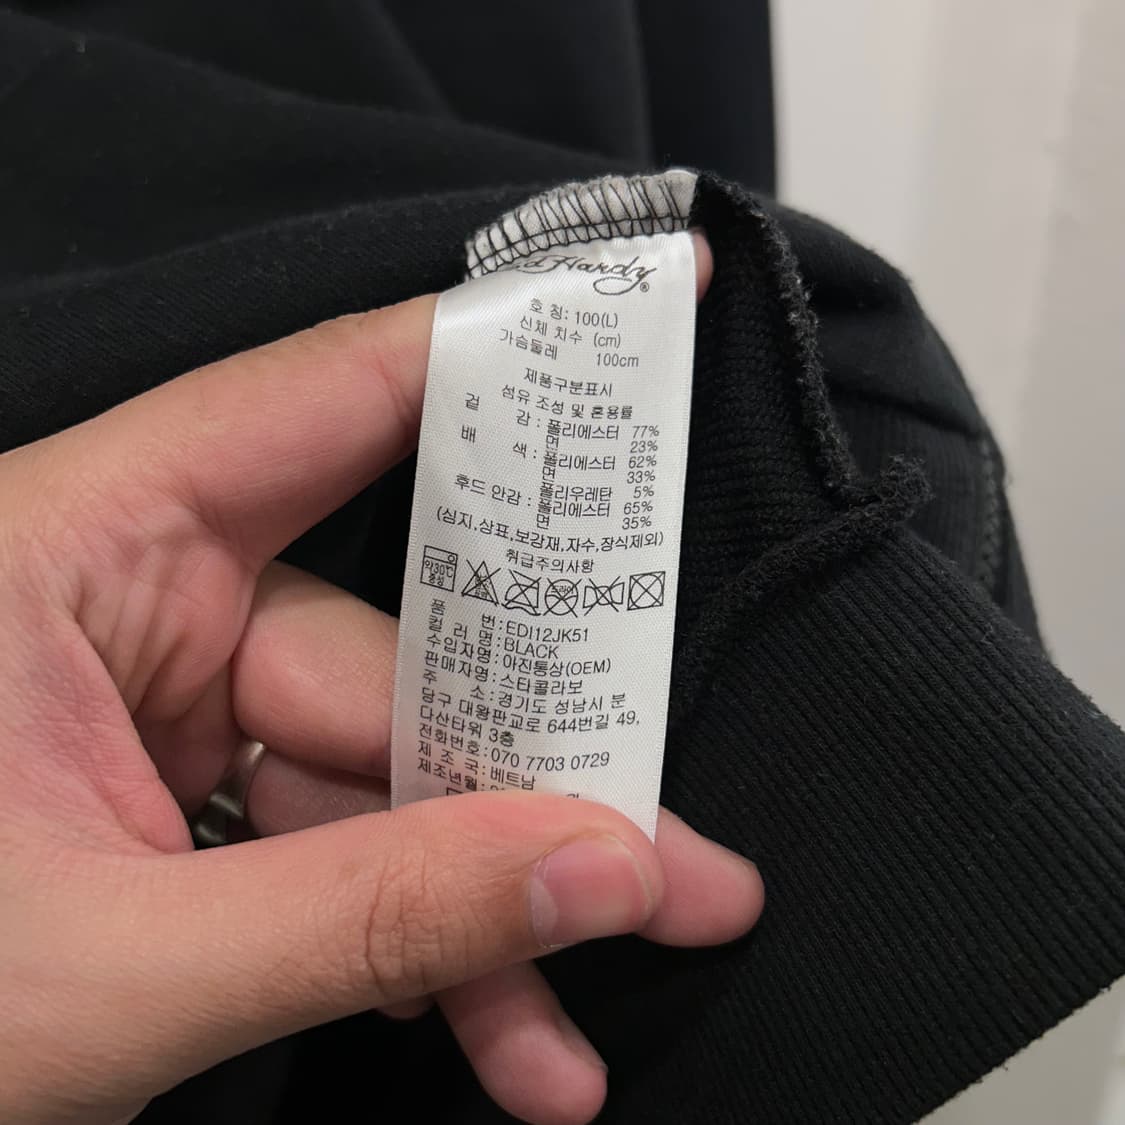 Hardy®
호 칭: 100(L)
신체 치수 (cm)
가슴둘레 100cm
제품구분표시
섬유 조성 및 혼용률
겉 감 : 폴리에스터 77%
면 23%
배 색 : 폴리에스터 62%
면 33%
폴리우레탄 5%
후드 안감 : 폴리에스터 65%
면 35%
(심지,상표,보강재,자수,장식제외)
취급주의사항
약30℃ 중성
품 번:EDI12JK51
컬 러 명:BLACK
수입자명:아진통상(OEM)
판매자명:스타콜라보
주 소:경기도 성남시 분
당구 대왕판교로 644번길 49,
다산타워 3층
전화번호:070 7703 0729
제 조 국:베트남
제조년월: